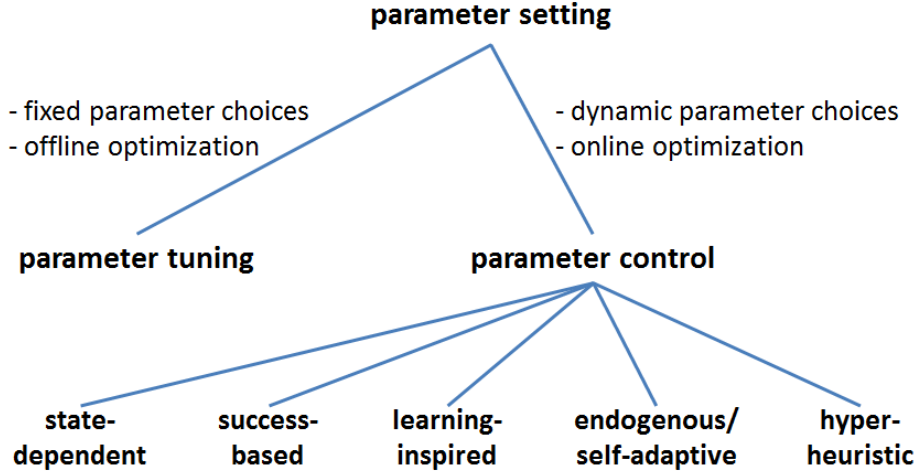 parameter setting
- fixed parameter choices
- offline optimization
- dynamic parameter choices
- online optimization
parameter tuning
parameter control
state-
dependent
success-
based
learning-
inspired
endogenous/
self-adaptive
hyper-
heuristic